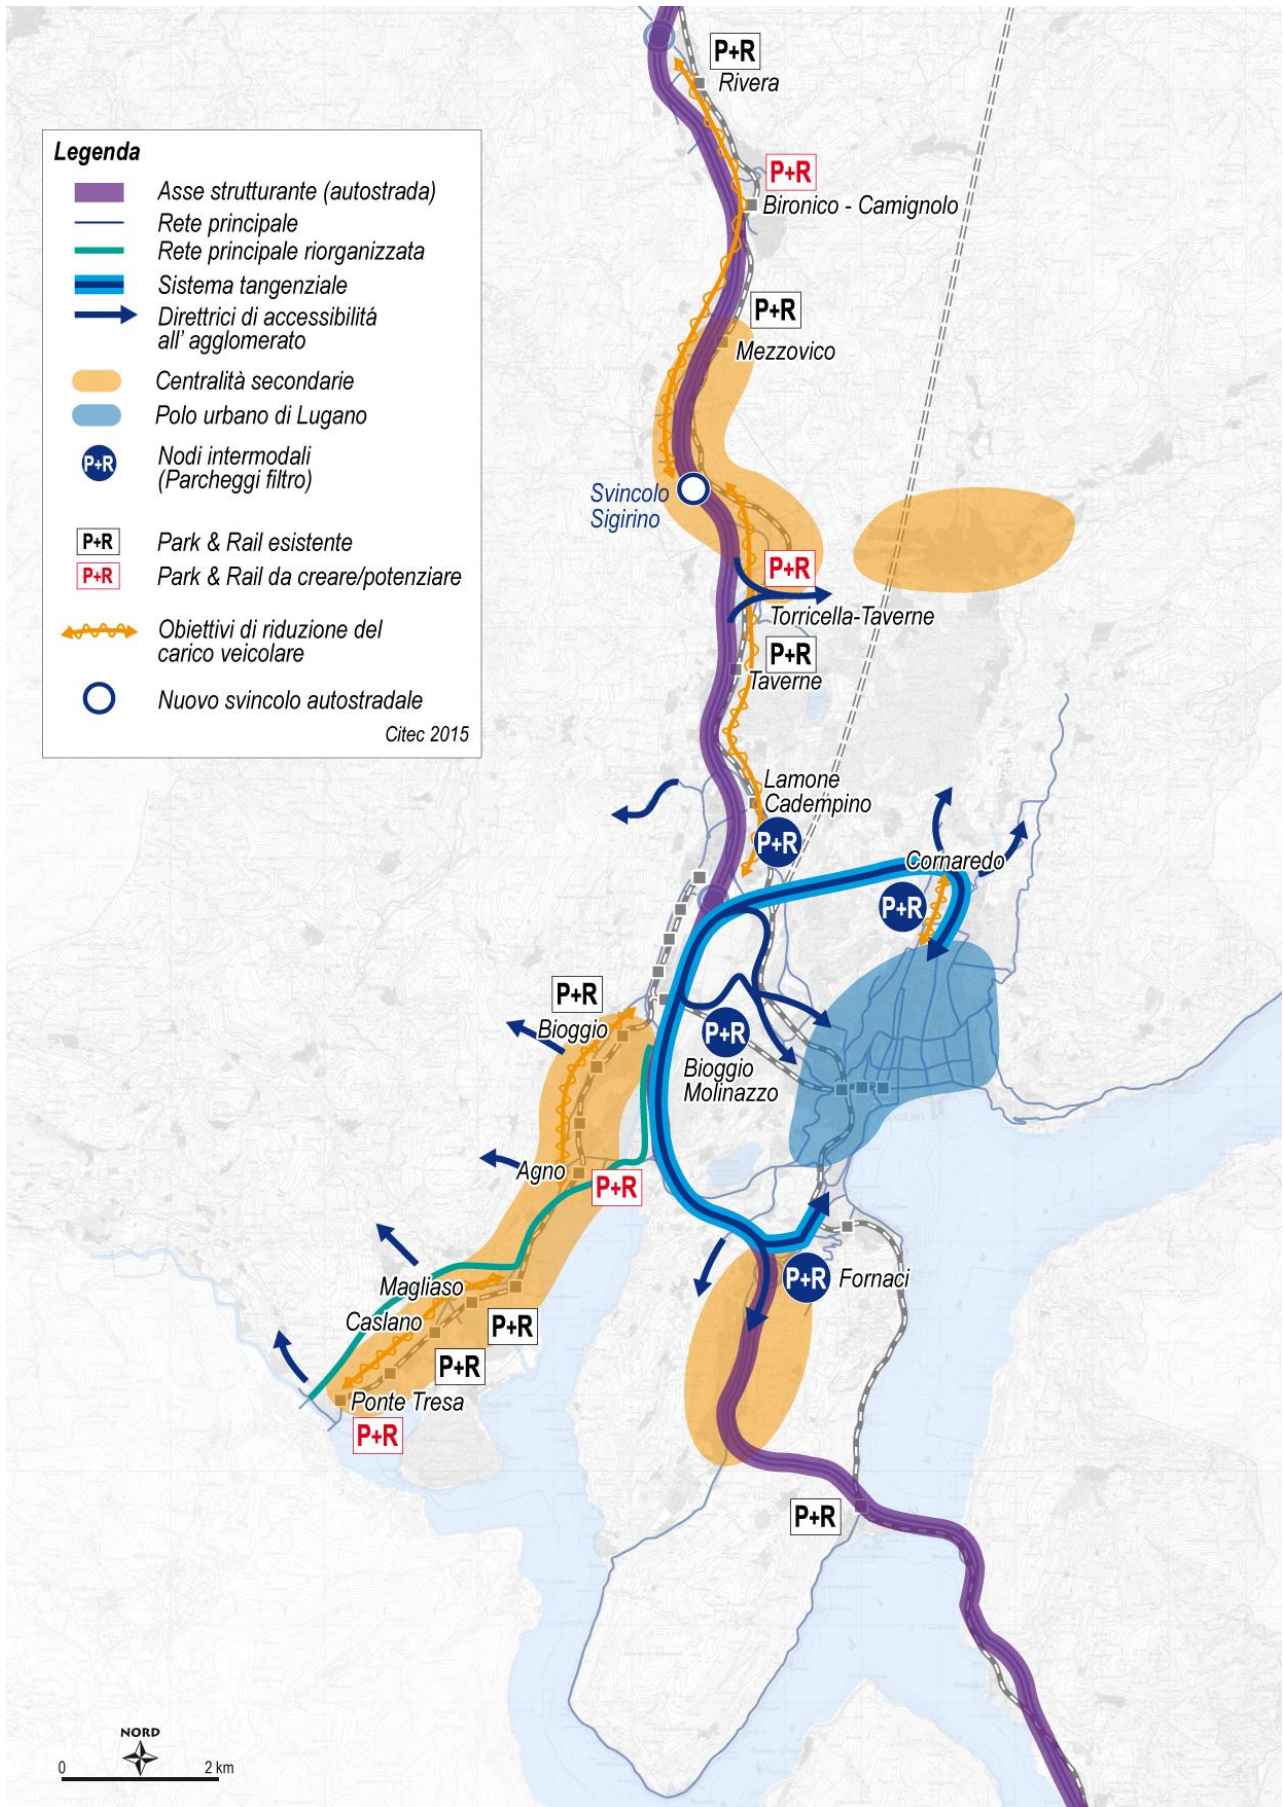 P+R
Rivera
Legenda
Asse strutturante (autostrada)
Rete principale
Rete principale riorganizzata
Sistema tangenziale
Direttrici di accessibilitá
all' agglomerato
Centralità secondarie
Polo urbano di Lugano
P+R
Nodi intermodali
(Parcheggi filtro)
P+R
Park & Rail esistente
P+R
Park & Rail da creare/potenziare
Obiettivi di riduzione del
carico veicolare
Nuovo svincolo autostradale
Citec 2015
P+R
Bironico - Camignolo
P+R
Mezzovico
Svincolo
Sigirino
P+R
Torricella-Taverne
P+R
Taverne
Lamone
Cadempino
P+R
Cornaredo
P+R
P+R
Bioggio
P+R
Bioggio
Molinazzo
Agno
P+R
P+R
Fornaci
Magliaso
Caslano
P+R
P+R
Ponte Tresa
P+R
P+R
NORD
0
2 km